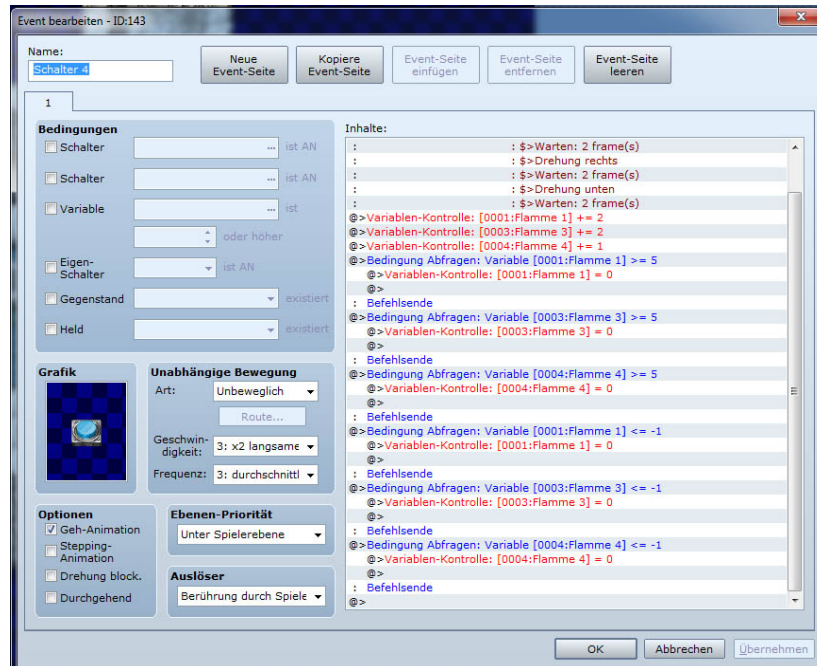 Event bearbeiten - ID:143
Name:
Schalter 4
Neue Event-Seite
Kopiere Event-Seite
Event-Seite einfügen
Event-Seite entfernen
Event-Seite leeren
1
Bedingungen
Schalter ... ist AN
Schalter ... ist AN
Variable ... ist
oder höher
Eigen-Schalter ist AN
Gegenstand existiert
Held existiert
Grafik
Unabhängige Bewegung
Art: Unbeweglich
Route...
Geschwin-digkeit: 3: x2 langsame
Frequenz: 3: durchschnittl
Optionen
Geh-Animation
Stepping-Animation
Drehung block.
Durchgehend
Ebenen-Priorität
Unter Spielerebene
Auslöser
Berührung durch Spiele
Inhalte:
: : $>Warten: 2 frame(s)
: : $>Drehung rechts
: : $>Warten: 2 frame(s)
: : $>Drehung unten
: : $>Warten: 2 frame(s)
@>Variablen-Kontrolle: [0001:Flamme 1] += 2
@>Variablen-Kontrolle: [0003:Flamme 3] += 2
@>Variablen-Kontrolle: [0004:Flamme 4] += 1
@>Bedingung Abfragen: Variable [0001:Flamme 1] >= 5
@>Variablen-Kontrolle: [0001:Flamme 1] = 0
@>
: Befehlsende
@>Bedingung Abfragen: Variable [0003:Flamme 3] >= 5
@>Variablen-Kontrolle: [0003:Flamme 3] = 0
@>
: Befehlsende
@>Bedingung Abfragen: Variable [0004:Flamme 4] >= 5
@>Variablen-Kontrolle: [0004:Flamme 4] = 0
@>
: Befehlsende
@>Bedingung Abfragen: Variable [0001:Flamme 1] <= -1
@>Variablen-Kontrolle: [0001:Flamme 1] = 0
@>
: Befehlsende
@>Bedingung Abfragen: Variable [0003:Flamme 3] <= -1
@>Variablen-Kontrolle: [0003:Flamme 3] = 0
@>
: Befehlsende
@>Bedingung Abfragen: Variable [0004:Flamme 4] <= -1
@>Variablen-Kontrolle: [0004:Flamme 4] = 0
@>
: Befehlsende
@>
OK
Abbrechen
Übernehmen